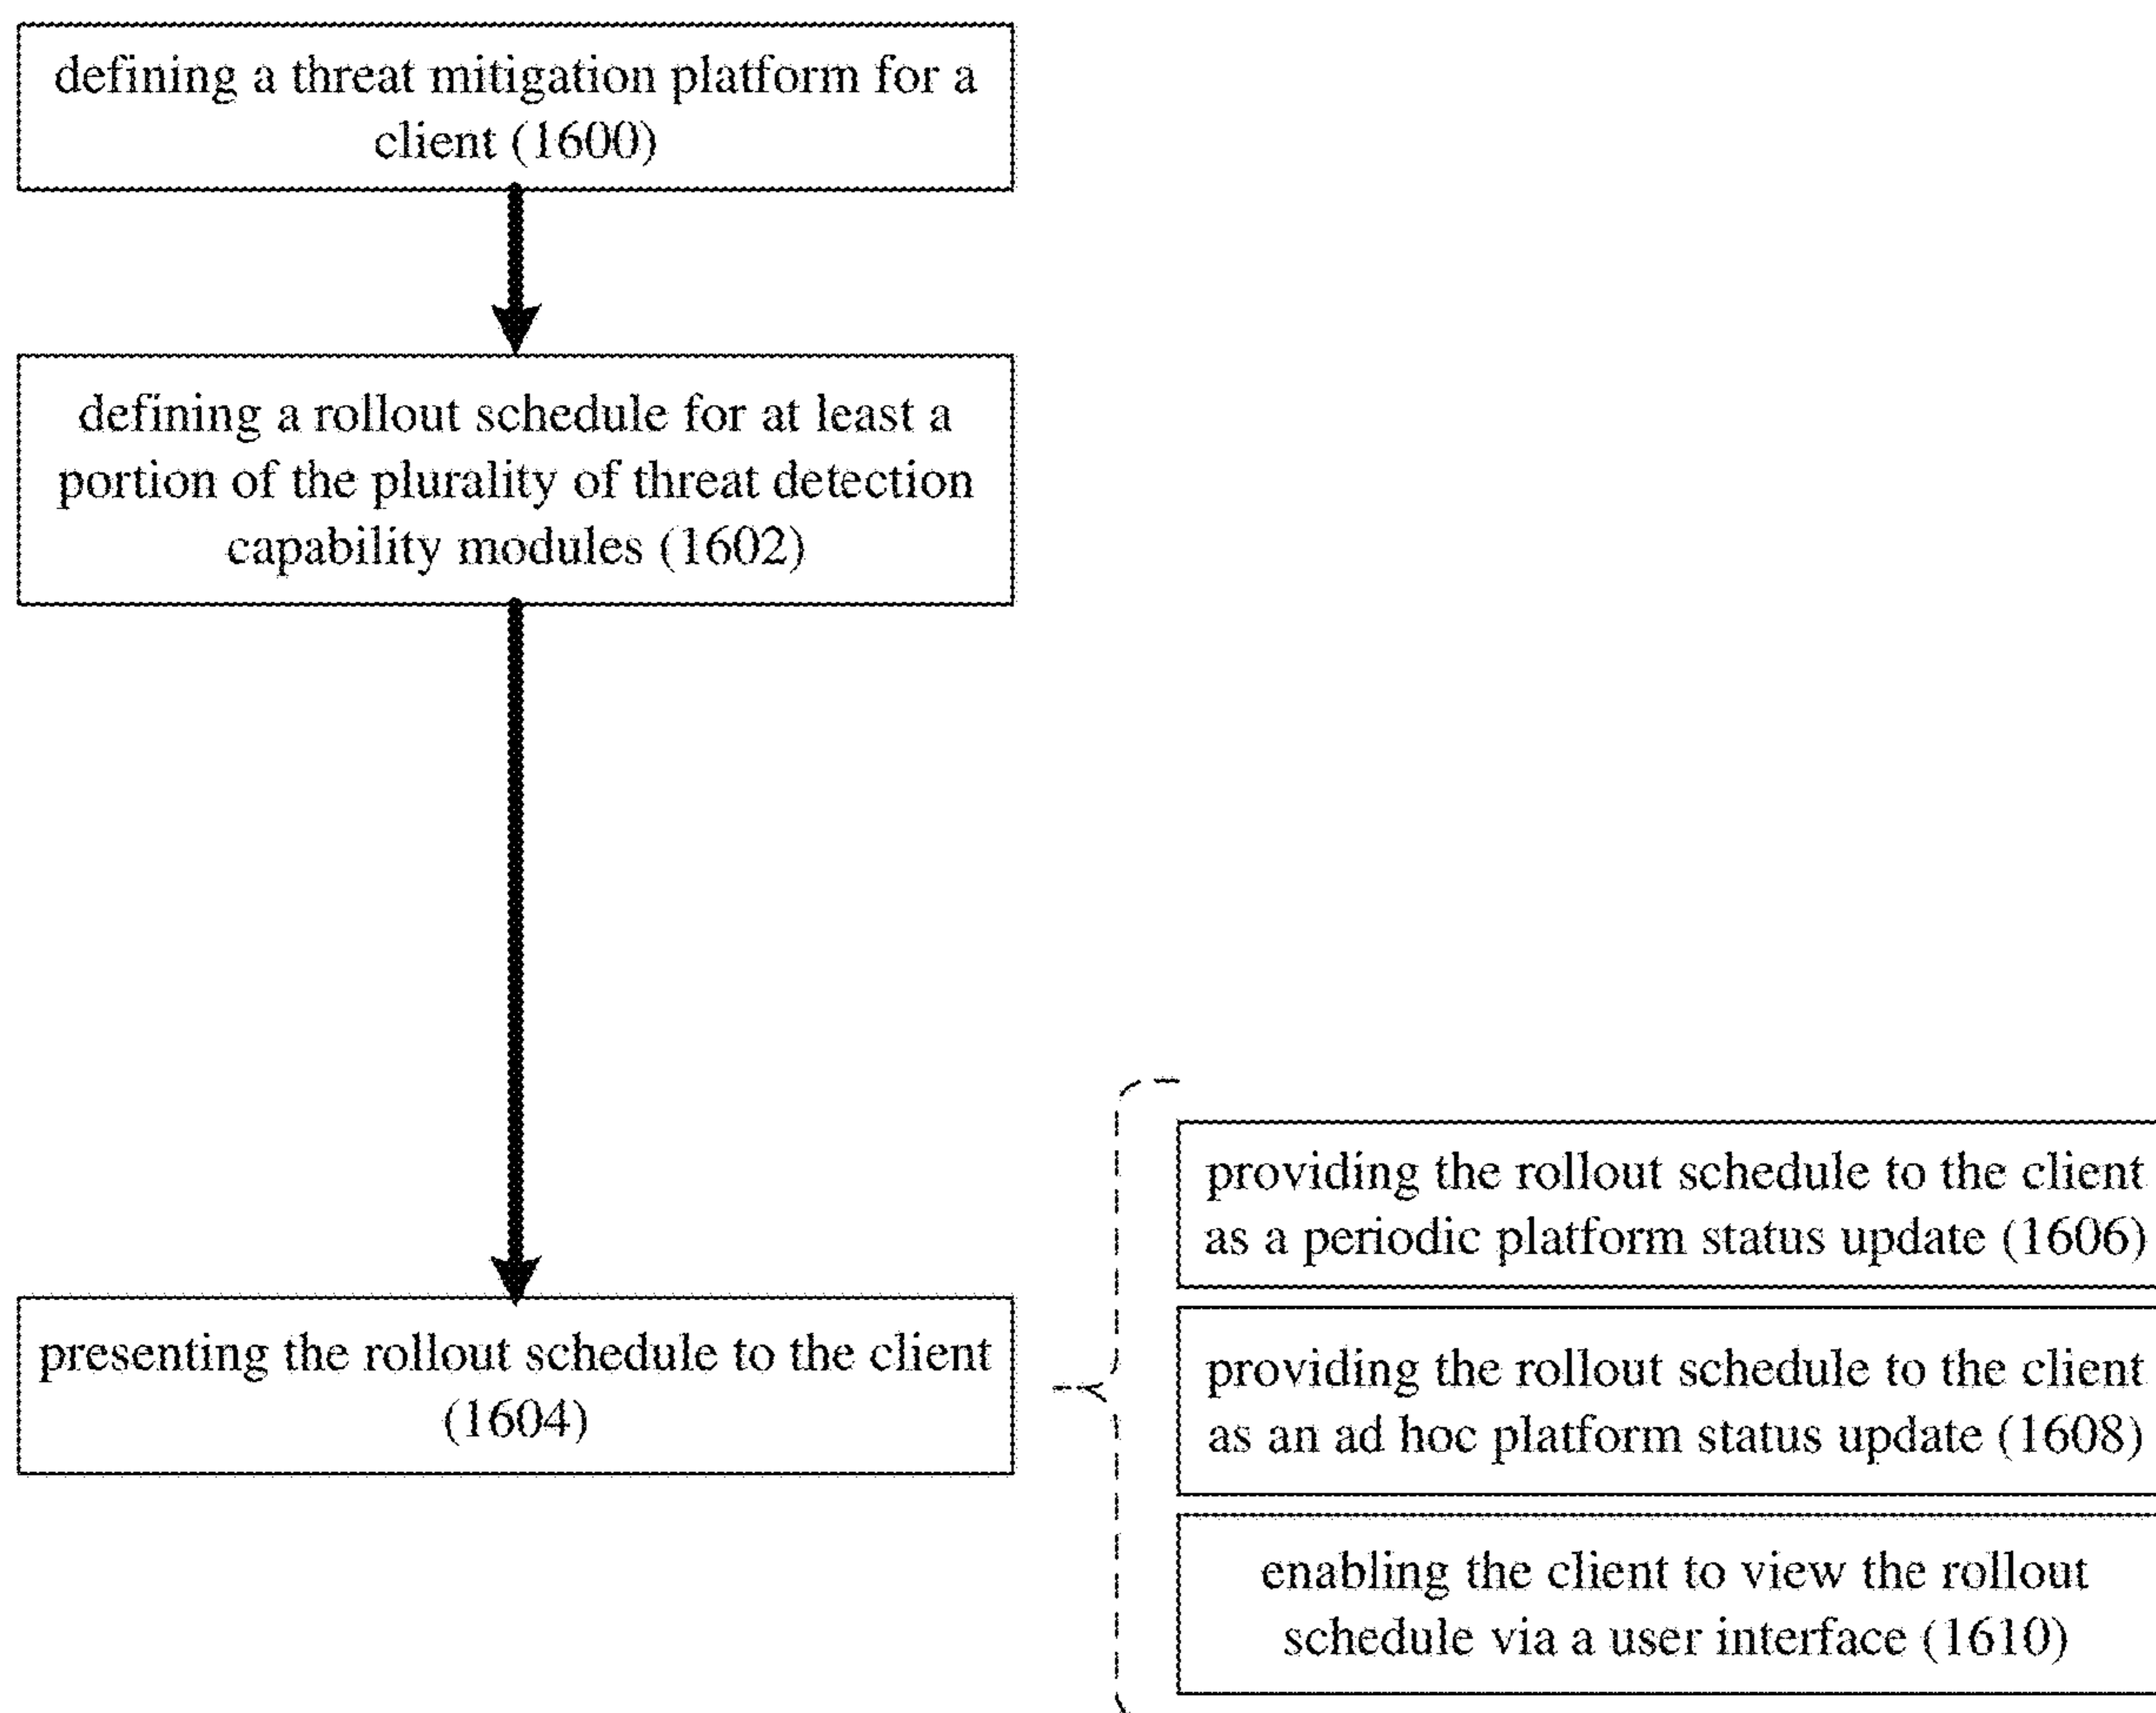 defining a threat mitigation platform for a
client (1600)
defining a rollout schedule for at least a
portion of the plurality of threat detection
capability modules (1602)
presenting the rollout schedule to the client
(1604)
providing the rollout schedule to the client
as a periodic platform status update (1606)
providing the rollout schedule to the client
as an ad hoc platform status update (1608)
enabling the client to view the rollout
schedule via a user interface (1610)